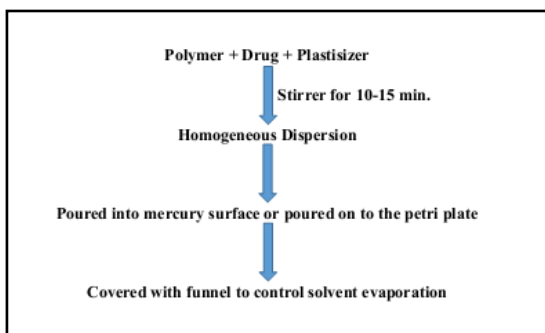 Polymer + Drug + Plastisizer
Stirrer for 10-15 min.
Homogeneous Dispersion
Poured into mercury surface or poured on to the petri plate
Covered with funnel to control solvent evaporation